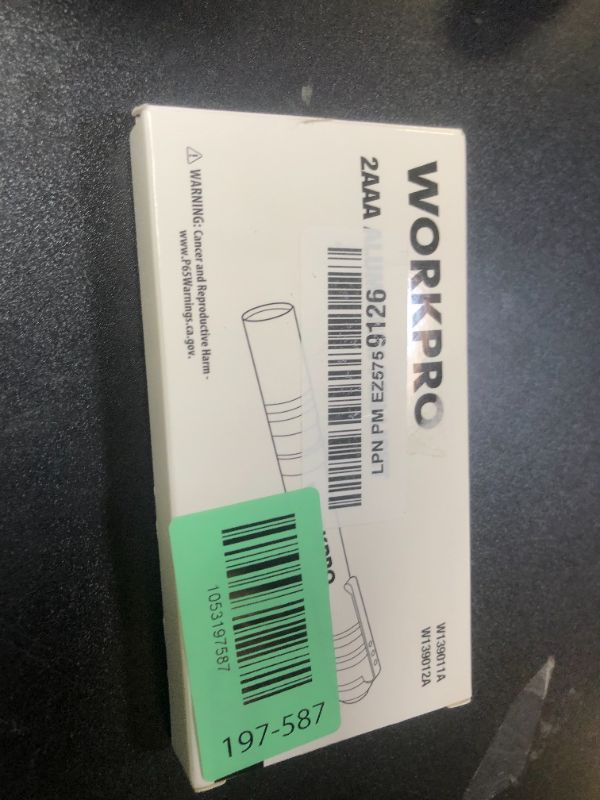 WORKPRO
2AAA ALU
LPN PM EZ575 9126
W139011A
W139012A
⚠ WARNING: Cancer and Reproductive Harm -
www.P65Warnings.ca.gov.
1053197587
197-587